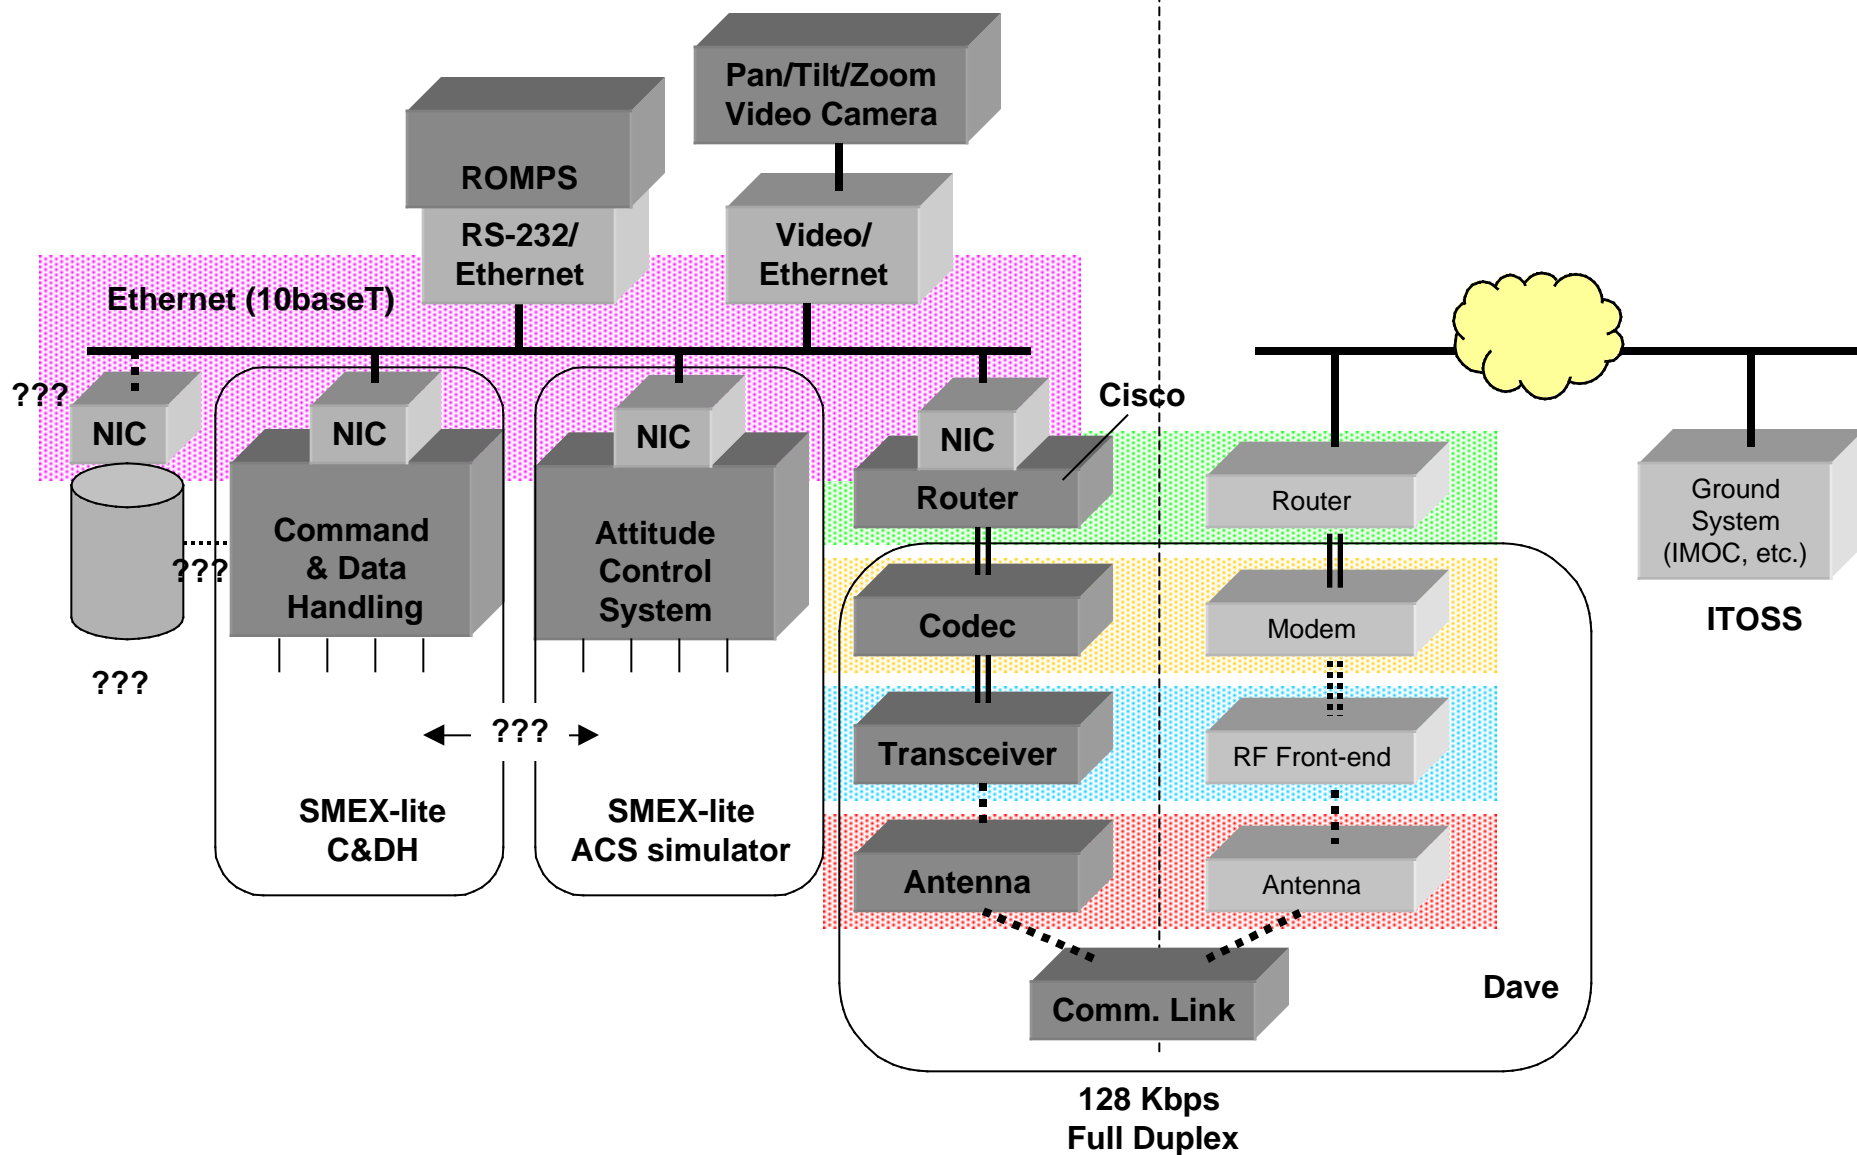 Pan/Tilt/Zoom
Video Camera
ROMPS
RS-232/
Ethernet
Video/
Ethernet
Ethernet (10baseT)
???
NIC
NIC
NIC
NIC
Cisco
Router
Router
Ground
System
(IMOC, etc.)
ITOSS
Command
& Data
Handling
???
???
Attitude
Control
System
Codec
Modem
???
Transceiver
RF Front-end
SMEX-lite
C&DH
SMEX-lite
ACS simulator
Antenna
Antenna
Comm. Link
Dave
128 Kbps
Full Duplex